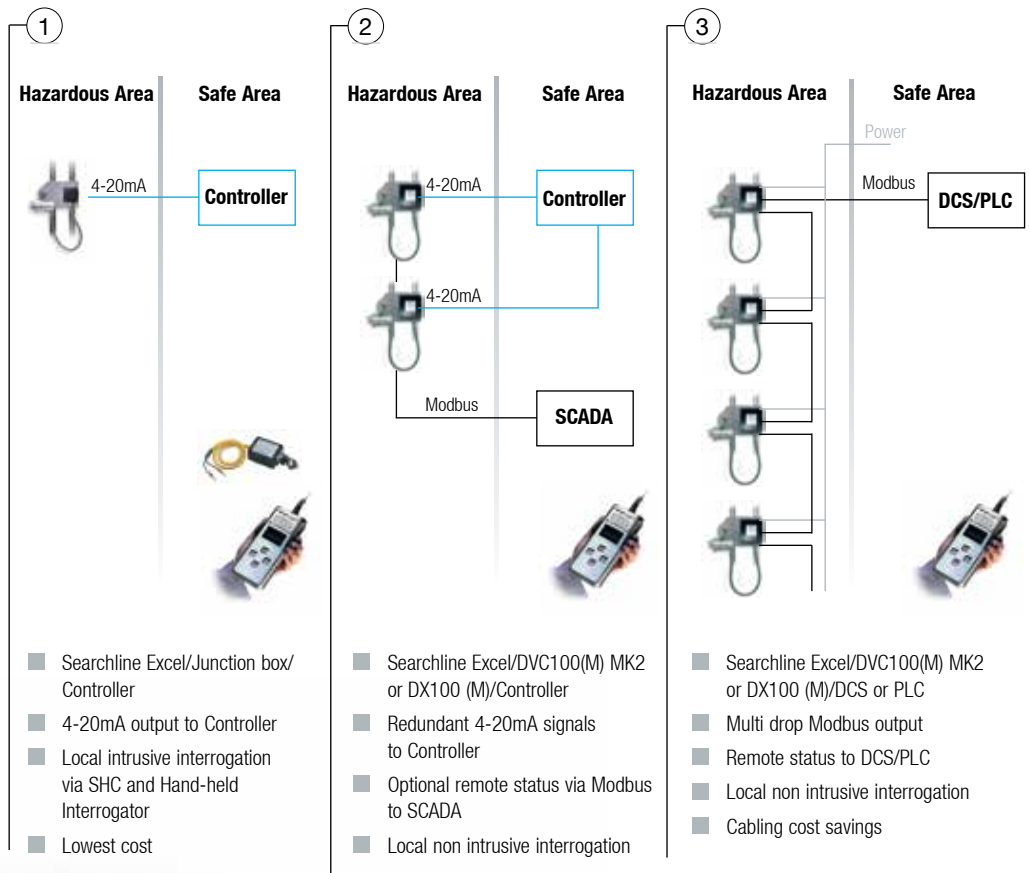 1
Hazardous Area
Safe Area
4-20mA
Controller
Searchline Excel/Junction box/
Controller
4-20mA output to Controller
Local intrusive interrogation
via SHC and Hand-held
Interrogator
Lowest cost
2
Hazardous Area
Safe Area
4-20mA
Controller
4-20mA
Modbus
SCADA
Searchline Excel/DVC100(M) MK2
or DX100 (M)/Controller
Redundant 4-20mA signals
to Controller
Optional remote status via Modbus
to SCADA
Local non intrusive interrogation
3
Hazardous Area
Safe Area
Power
Modbus
DCS/PLC
Searchline Excel/DVC100(M) MK2
or DX100 (M)/DCS or PLC
Multi drop Modbus output
Remote status to DCS/PLC
Local non intrusive interrogation
Cabling cost savings